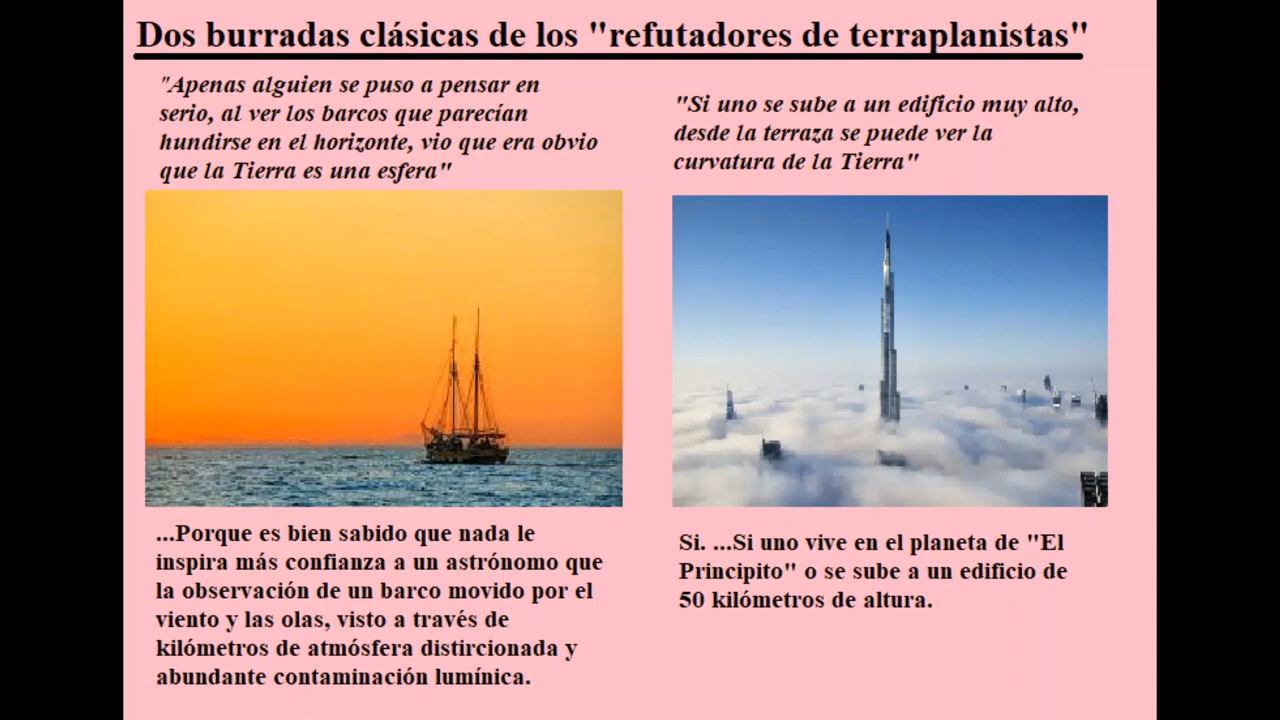 Dos burradas clásicas de los "refutadores de terraplanistas"
"Apenas alguien se puso a pensar en
serio, al ver los barcos que parecían
hundirse en el horizonte, vio que era obvio
que la Tierra es una esfera"
"Si uno se sube a un edificio muy alto,
desde la terraza se puede ver la
curvatura de la Tierra"
...Porque es bien sabido que nada le
inspira más confianza a un astrónomo que
la observación de un barco movido por el
viento y las olas, visto a través de
kilómetros de atmósfera distircionada y
abundante contaminación lumínica.
Si. ...Si uno vive en el planeta de "El
Principito" o se sube a un edificio de
50 kilómetros de altura.